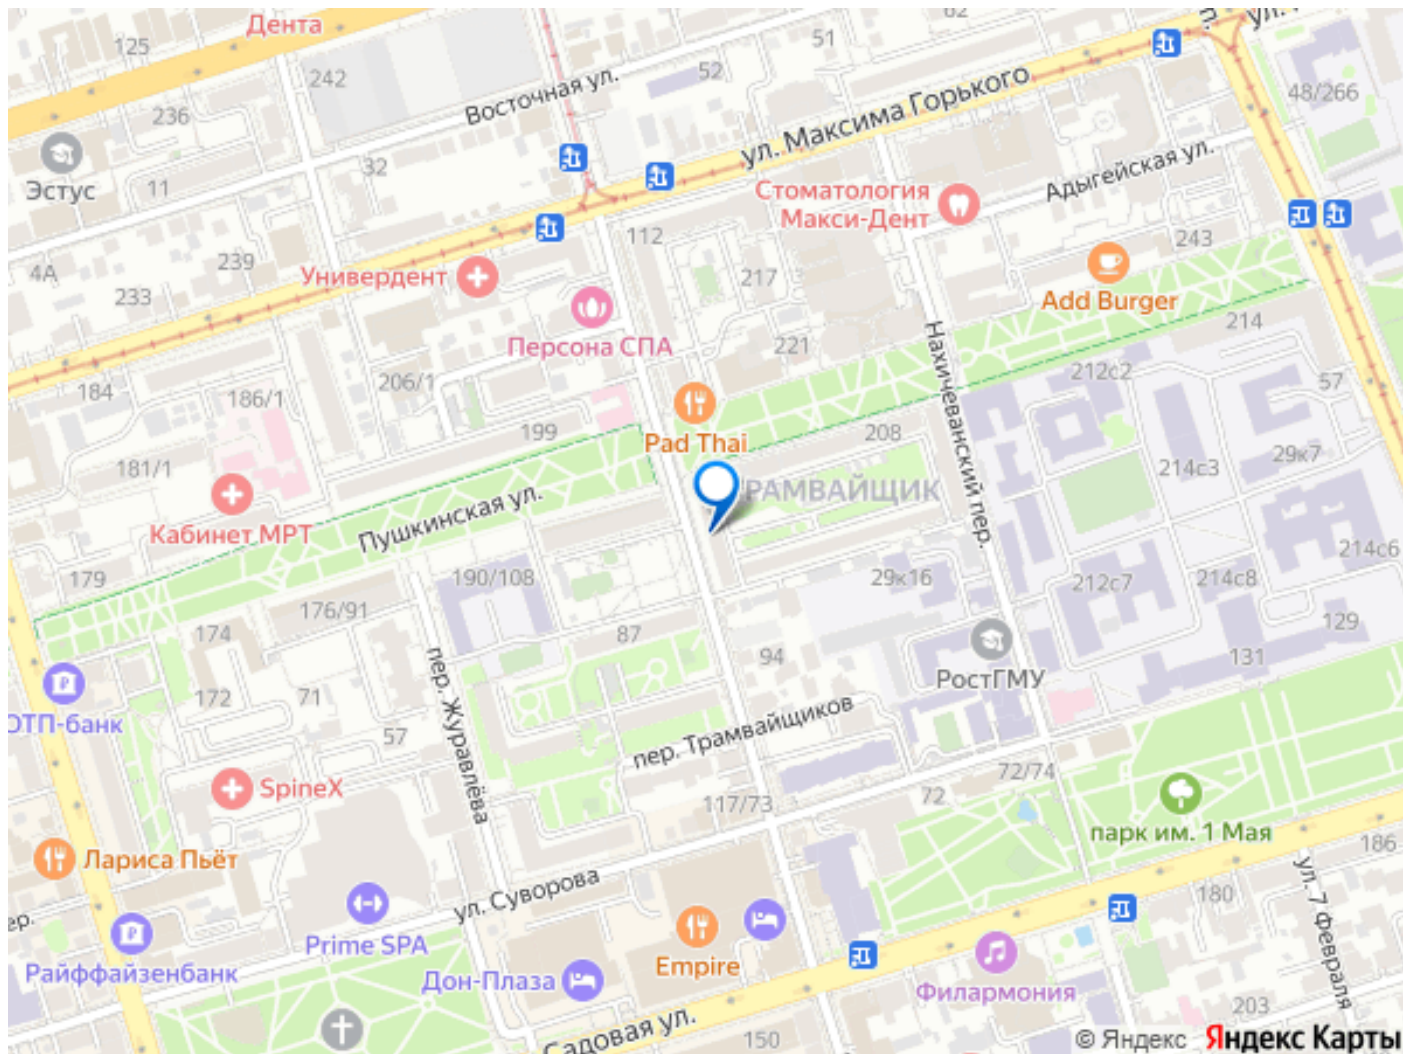 Дента
125
62
51
242
52
Восточная ул.
236
48/266
ул. Максима Горького
Эстус
11
32
Адыгейская ул.
Стоматология
Макси-Дент
112
243
4А
239
Универдент
217
233
Add Burger
Персона СПА
221
214
Нахичеванский пер.
184
206/1
212с2
57
186/1
Pad Thai
199
208
181/1
29к7
214с3
РАМВАЙЩИК
Кабинет МРТ
Пушкинская ул.
214с6
179
190/108
29к16
212с7
214с8
176/91
174
87
129
94
131
РостГМУ
172
71
ОТП-банк
пер. Журавлёва
57
пер. Трамвайщиков
SpineX
72/74
72
117/73
парк им. 1 Мая
186
Лариса Пьёт
ул. Суворова
180
ул. 7 Февраля
ер.
Prime SPA
Райффайзенбанк
Empire
Дон-Плаза
Филармония
203
Садовая ул.
150
© Яндекс Яндекс Карты